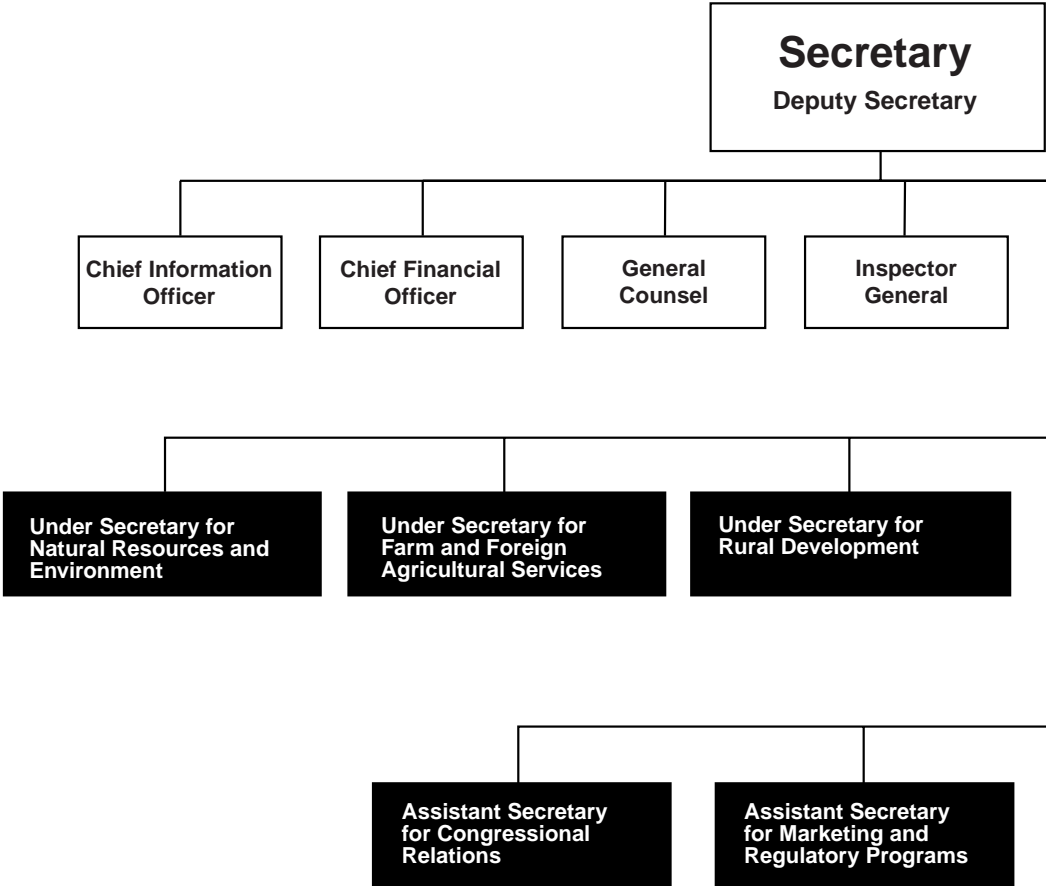 Secretary
Deputy Secretary
Chief Information
Officer
Chief Financial
Officer
General
Counsel
Inspector
General
Under Secretary for
Natural Resources and
Environment
Under Secretary for
Farm and Foreign
Agricultural Services
Under Secretary for
Rural Development
Assistant Secretary
for Congressional
Relations
Assistant Secretary
for Marketing and
Regulatory Programs